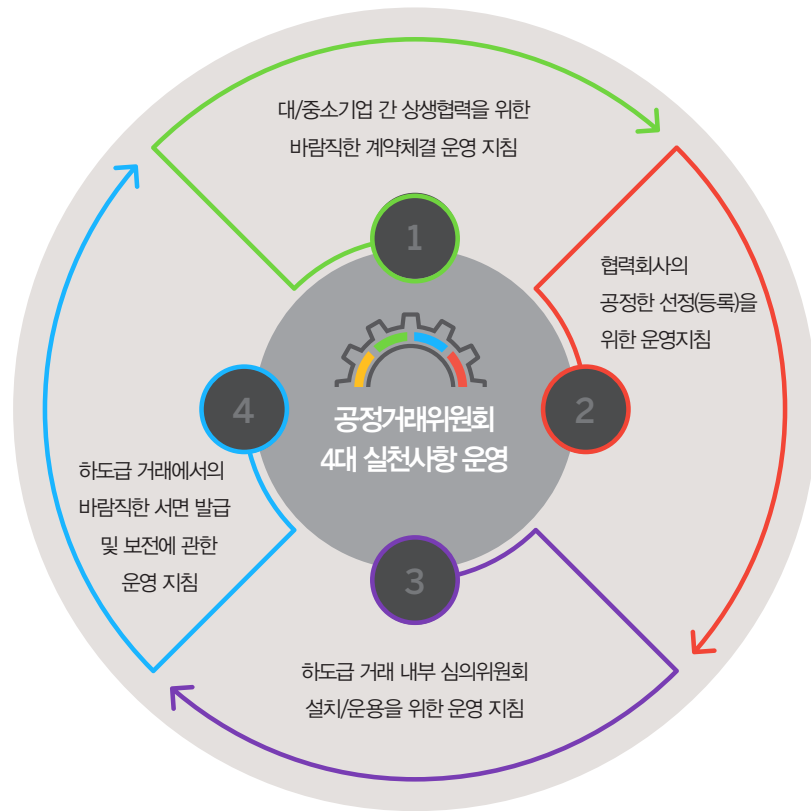 대/중소기업 간 상생협력을 위한
바람직한 계약체결 운영 지침
1
협력회사의
공정한 선정(등록)을
위한 운영지침
2
공정거래위원회
4대 실천사항 운영
4
하도급 거래에서의
바람직한 서면 발급
및 보전에 관한
운영 지침
3
하도급 거래 내부 심의위원회
설치/운용을 위한 운영 지침